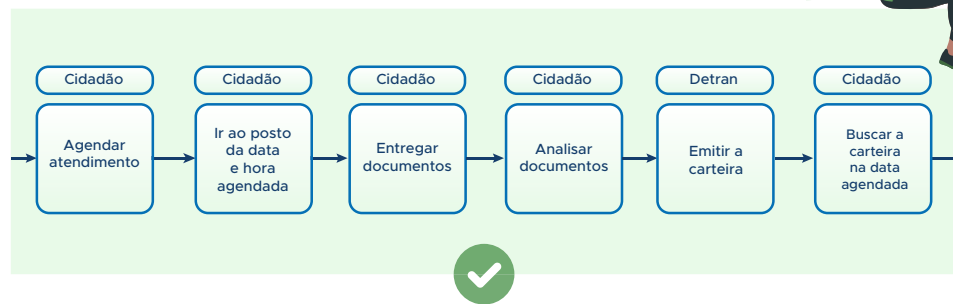 Cidadão
Agendar
atendimento
Cidadão
Ir ao posto
da data
e hora
agendada
Cidadão
Entregar
documentos
Cidadão
Analisar
documentos
Detran
Emitir a
carteira
Cidadão
Buscar a
carteira
na data
agendada